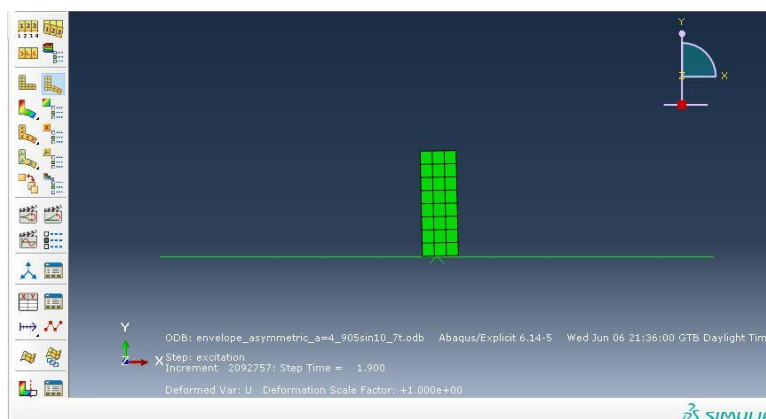 Y
Z X
Y
Z X
ODB: envelope_asymmetric_a=4_905sin10_7t.odb Abaqus/Explicit 6.14-5 Wed Jun 06 21:36:00 GTB Daylight Tim
Step: excitation
Increment 2092757: Step Time = 1.900
Deformed Var: U Deformation Scale Factor: +1.000e+00